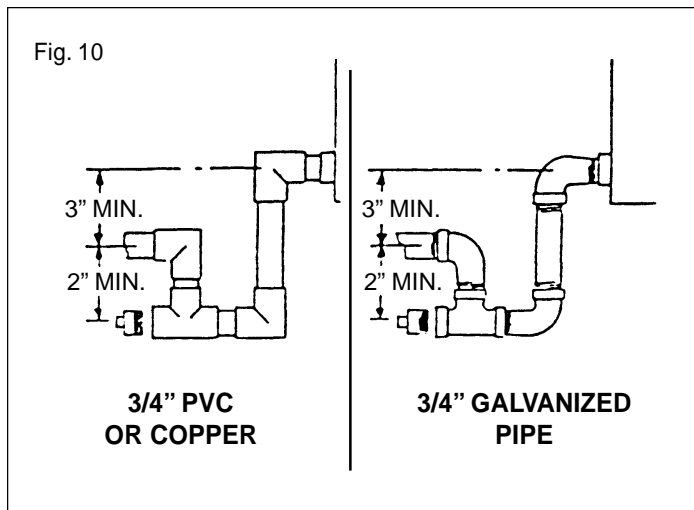 Fig. 10
3” MIN.
2” MIN.
3/4” PVC
OR COPPER
3” MIN.
2” MIN.
3/4” GALVANIZED
PIPE